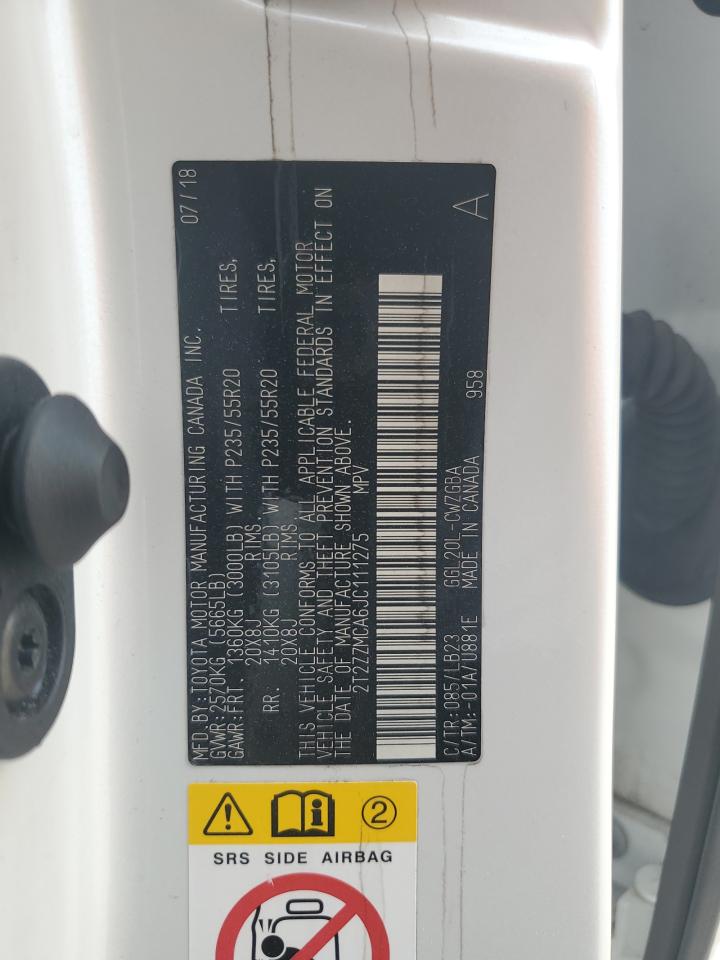 MFD.BY:TOYOTA MOTOR MANUFACTURING CANADA INC. 07/18
GVWR:2570KG (5665LB)
GAWR:FRT. 1360KG (3000LB) WITH P235/55R20 TIRES,
20X8J RIMS
RR. 1410KG (3105LB) WITH P235/55R20 TIRES,
20X8J RIMS
THIS VEHICLE CONFORMS TO ALL APPLICABLE FEDERAL MOTOR
VEHICLE SAFETY AND THEFT PREVENTION STANDARDS IN EFFECT ON
THE DATE OF MANUFACTURE SHOWN ABOVE.
2T2ZZMCA6JC111275 MPV
C/TR:085/LB23 GGL20L-CWZGBA 958
A/TM:-01A/U881E MADE IN CANADA
A
2
SRS SIDE AIRBAG